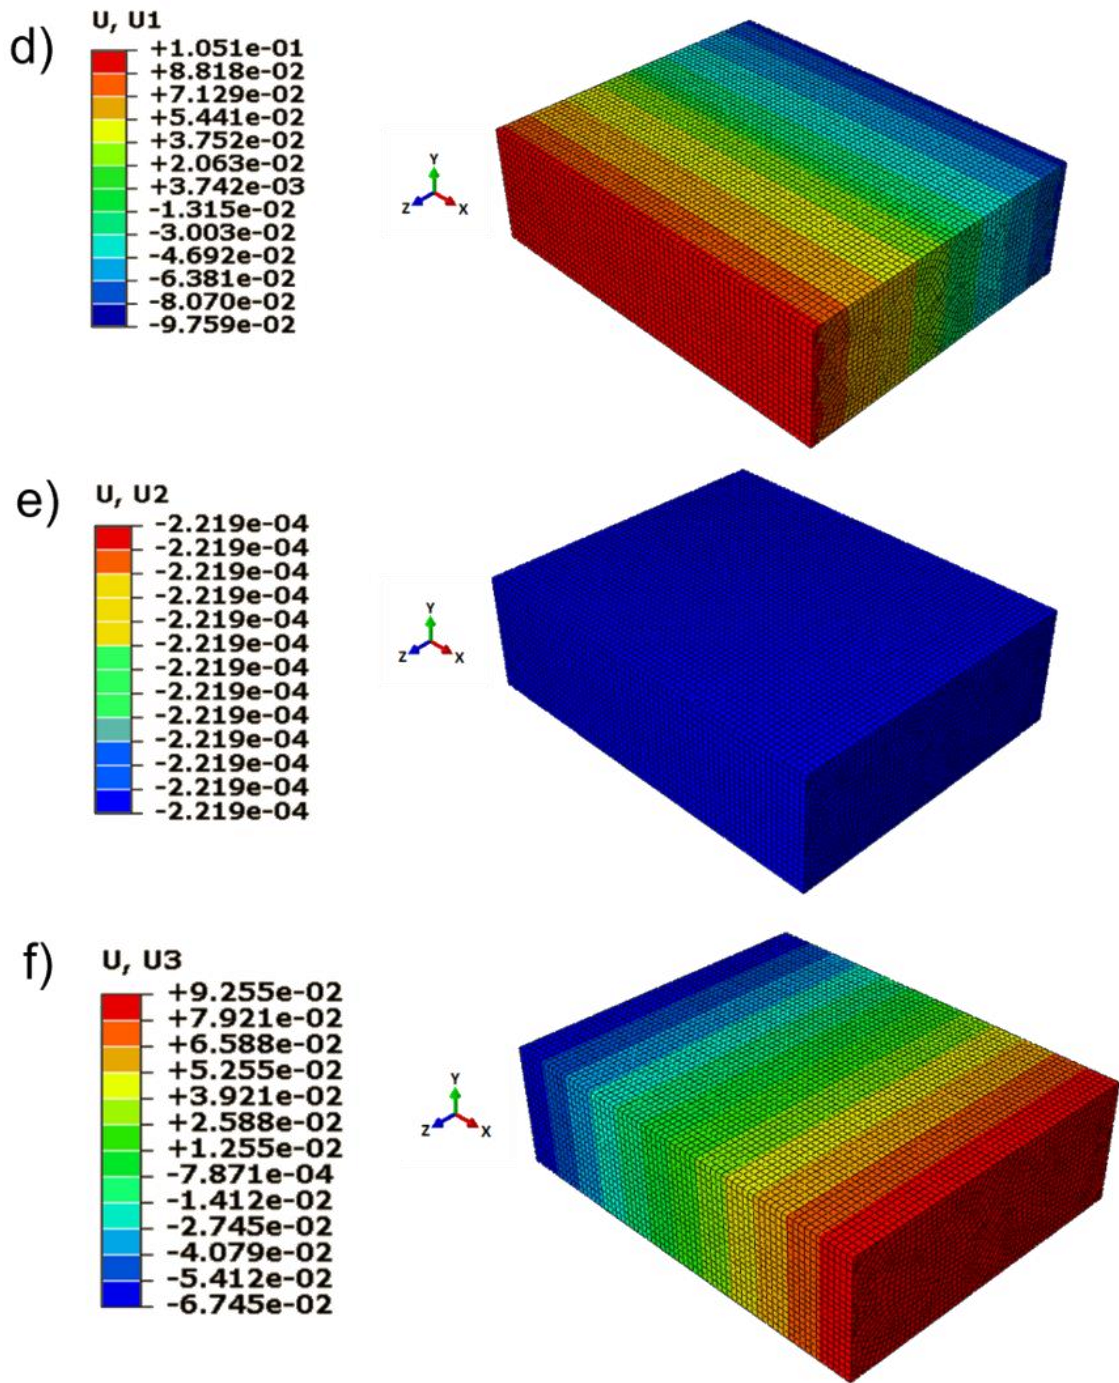 d)
U, U1
+1.051e-01
+8.818e-02
+7.129e-02
+5.441e-02
+3.752e-02
+2.063e-02
+3.742e-03
-1.315e-02
-3.003e-02
-4.692e-02
-6.381e-02
-8.070e-02
-9.759e-02
Y
Z
X
e)
U, U2
-2.219e-04
-2.219e-04
-2.219e-04
-2.219e-04
-2.219e-04
-2.219e-04
-2.219e-04
-2.219e-04
-2.219e-04
-2.219e-04
-2.219e-04
-2.219e-04
-2.219e-04
Y
Z
X
f)
U, U3
+9.255e-02
+7.921e-02
+6.588e-02
+5.255e-02
+3.921e-02
+2.588e-02
+1.255e-02
-7.871e-04
-1.412e-02
-2.745e-02
-4.079e-02
-5.412e-02
-6.745e-02
Y
Z
X